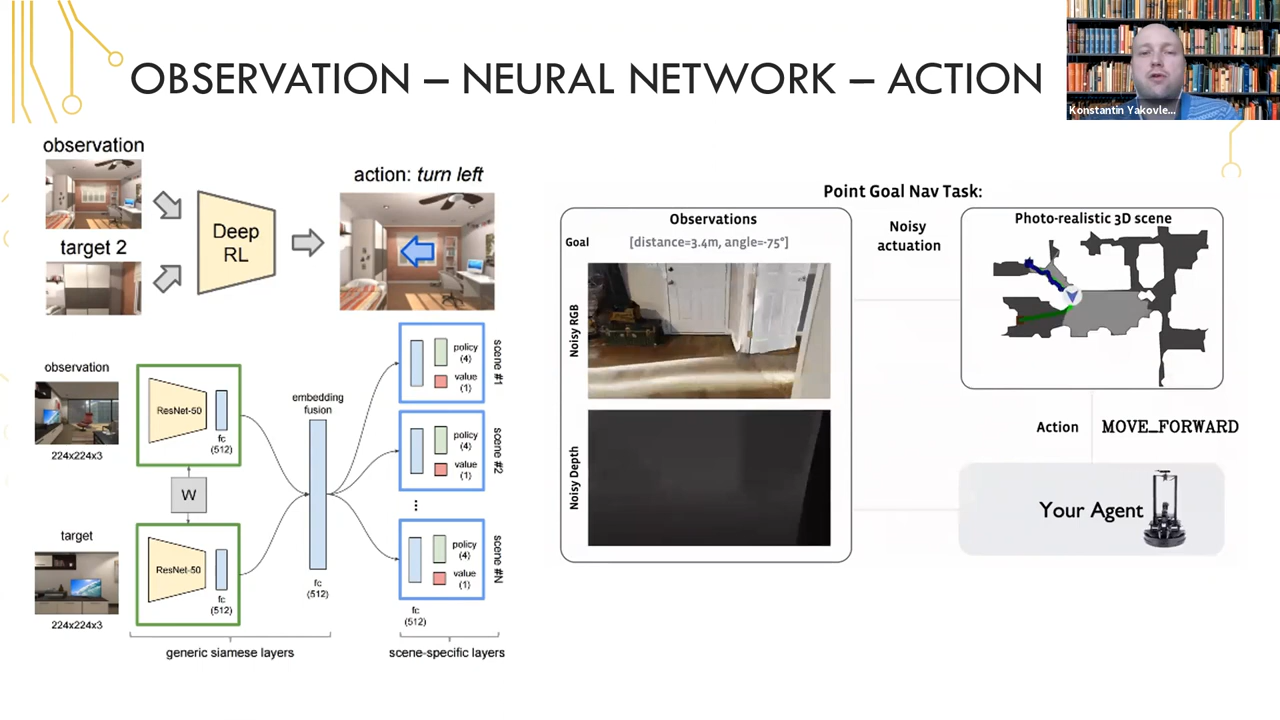 OBSERVATION – NEURAL NETWORK – ACTION
Konstantin Yakovle...
observation
target 2
Deep
RL
action: turn left
observation
224x224x3
ResNet-50
fc
(512)
W
target
224x224x3
ResNet-50
fc
(512)
embedding
fusion
fc
(512)
policy
(4)
value
(1)
scene #1
policy
(4)
value
(1)
scene #2
⋮
policy
(4)
value
(1)
scene #N
fc
(512)
generic siamese layers
scene-specific layers
Point Goal Nav Task:
Observations
Goal
[distance=3.4m, angle=-75°]
Noisy RGB
Noisy Depth
Noisy
actuation
Photo-realistic 3D scene
Action
MOVE_FORWARD
Your Agent